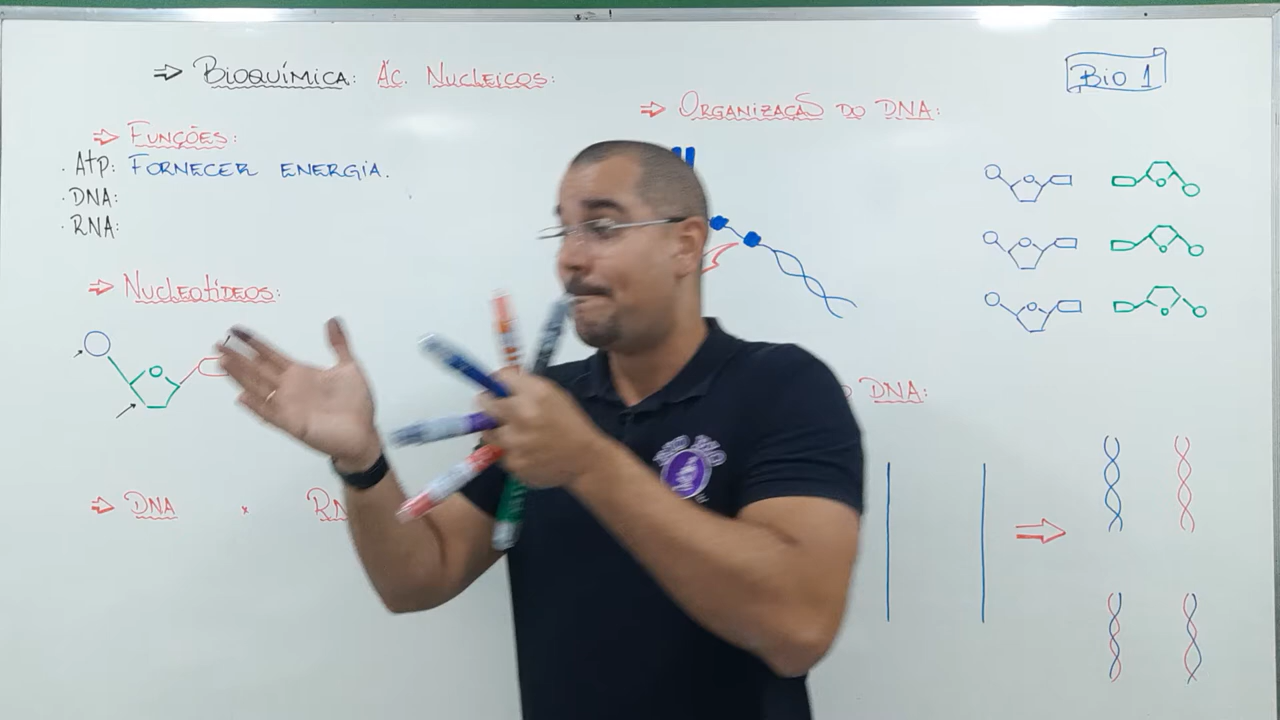 ⇒ BIOQUÍMICA: ÁC. NUCLEICOS:
Bio 1
⇒ ORGANIZAÇÃO DO DNA:
⇒ FUNÇÕES:
· ATP: FORNECER ENERGIA.
· DNA:
· RNA:
⇒ NUCLEOTÍDEOS:
DNA:
⇒ DNA x